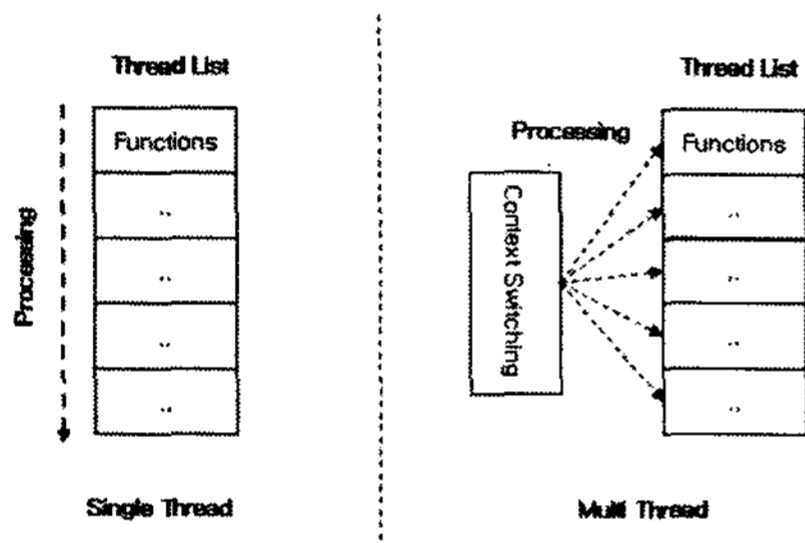 Thread List
Functions
"
"
"
"
Processing
Single Thread
Thread List
Processing
Functions
"
"
"
"
Context Switching
Multi Thread